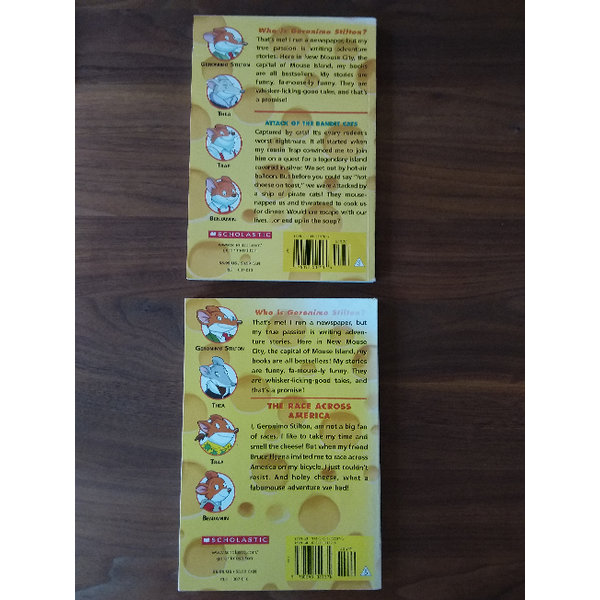 Who is Geronimo Stilton?
That's me! I run a newspaper, but my
true passion is writing adventure
stories. Here in New Mouse City, the
capital of Mouse Island, my books
are all bestsellers! My stories are
funny, fa-mouse-ly funny. They are
whisker-licking-good tales, and that's
a promise!
GERONIMO STILTON
THEA
TRAP
BENJAMIN
ATTACK OF THE BANDIT CATS
Captured by cats! It's every rodent's
worst nightmare. It all started when
my cousin Trap convinced me to join
him on a quest for a legendary island
covered in silver. We set out by hot-air
balloon. But before you could say "hot
cheese on toast," we were attacked by
a ship of pirate cats! They mouse-
napped us and threatened to cook us
for dinner. Would we escape with our
lives...or end up in the soup?
SCHOLASTIC
Who is Geronimo Stilton?
That's me! I run a newspaper, but
my true passion is writing adven-
ture stories. Here in New Mouse
City, the capital of Mouse Island, my
books are all bestsellers! My stories
are funny, fa-mouse-ly funny. They
are whisker-licking-good tales, and
that's a promise!
GERONIMO STILTON
THEA
TRAP
BENJAMIN
THE RACE ACROSS
AMERICA
I, Geronimo Stilton, am not a big fan
of races. I like to take my time and
smell the cheese! But when my friend
Bruce Hyena invited me to race across
America on my bicycle, I just couldn't
resist. And holey cheese, what a
fabumouse adventure we had!
SCHOLASTIC